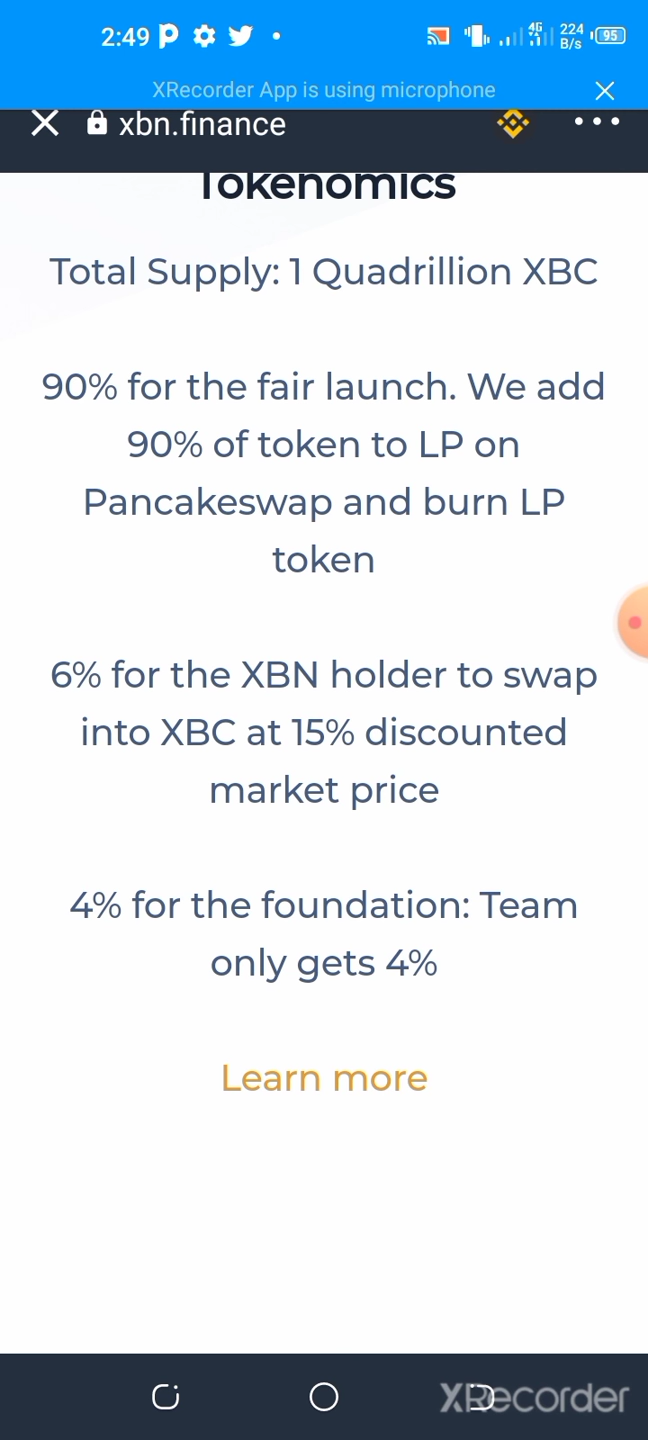 2:49
4G
224
B/s
95
XRecorder App is using microphone
xbn.finance
Tokenomics
Total Supply: 1 Quadrillion XBC
90% for the fair launch. We add
90% of token to LP on
Pancakeswap and burn LP
token
6% for the XBN holder to swap
into XBC at 15% discounted
market price
4% for the foundation: Team
only gets 4%
Learn more
XRecorder